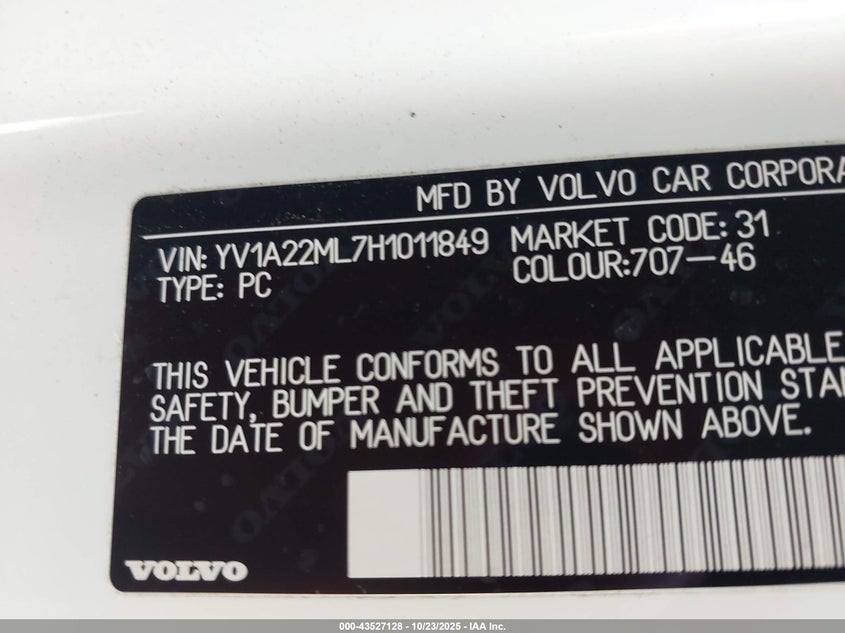 MFD BY VOLVO CAR CORPORA
VIN: YV1A22ML7H1011849 MARKET CODE: 31
TYPE: PC COLOUR:707-46
THIS VEHICLE CONFORMS TO ALL APPLICABLE
SAFETY, BUMPER AND THEFT PREVENTION STAN
THE DATE OF MANUFACTURE SHOWN ABOVE.
VOLVO
000-43527128 - 10/23/2025 - IAA Inc.